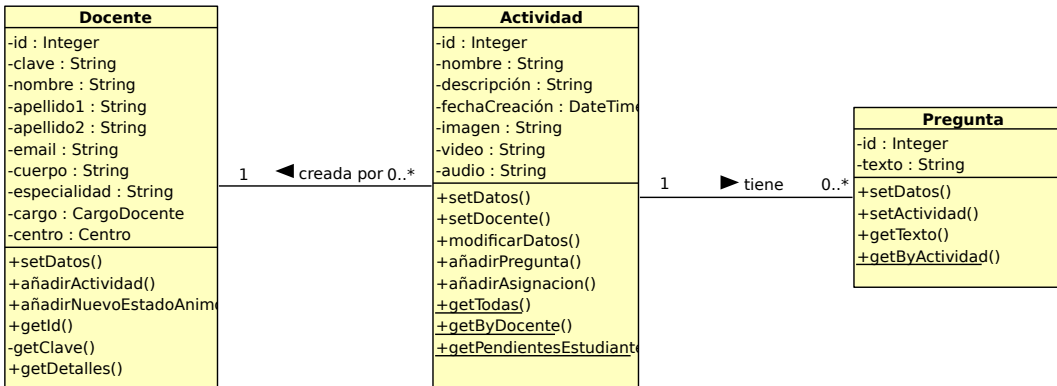 Docente
-id : Integer
-clave : String
-nombre : String
-apellido1 : String
-apellido2 : String
-email : String
-cuerpo : String
-especialidad : String
-cargo : CargoDocente
-centro : Centro
+setDatos()
+añadirActividad()
+añadirNuevoEstadoAnim
+getId()
-getClave()
+getDetalles()
1
creada por
0..*
Actividad
-id : Integer
-nombre : String
-descripción : String
-fechaCreación : DateTime
-imagen : String
-video : String
-audio : String
+setDatos()
+setDocente()
+modificarDatos()
+añadirPregunta()
+añadirAsignacion()
+getTodas()
+getByDocente()
+getPendientesEstudiante
1
tiene
0..*
Pregunta
-id : Integer
-texto : String
+setDatos()
+setActividad()
+getTexto()
+getByActividad()